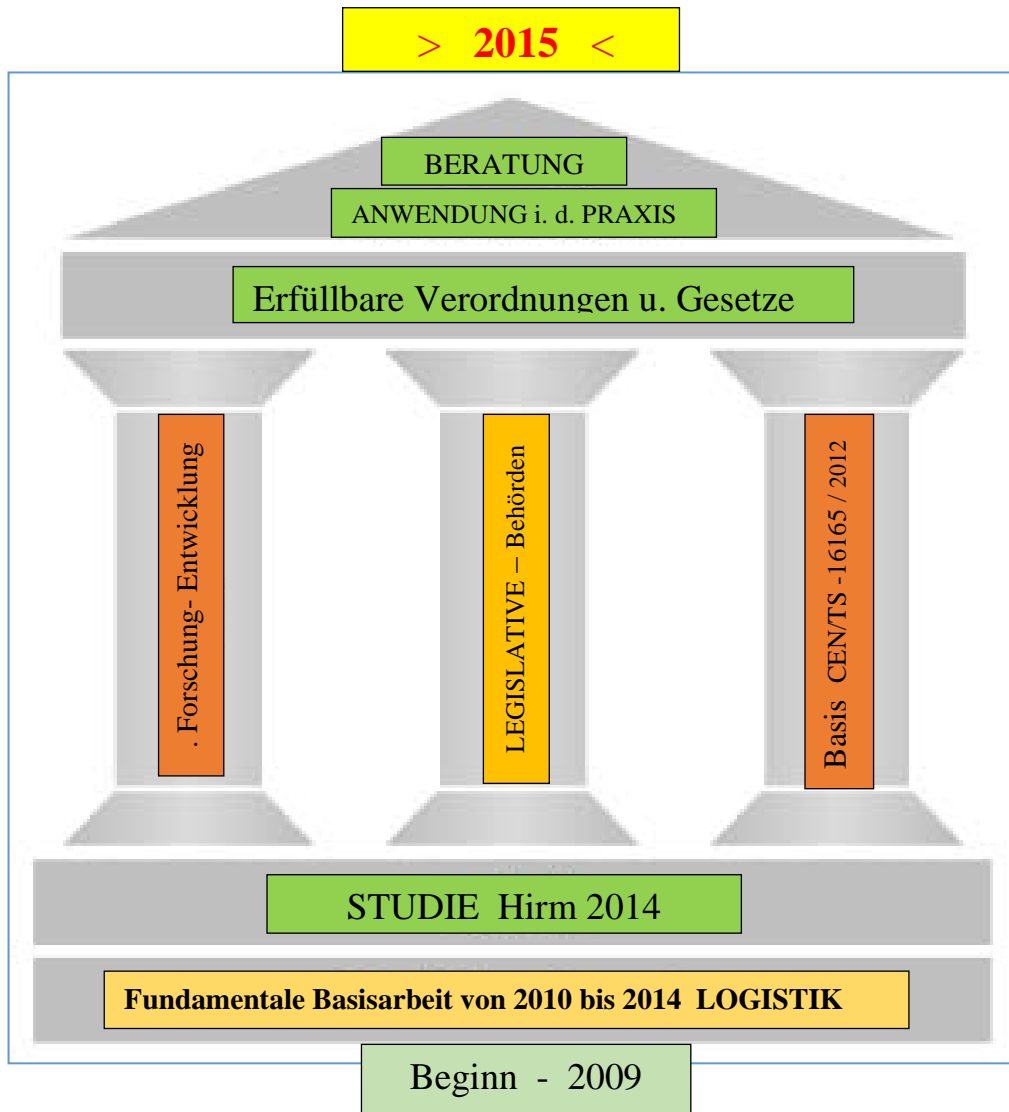 > 2015 <
BERATUNG
ANWENDUNG i. d. PRAXIS
Erfüllbare Verordnungen u. Gesetze
. Forschung- Entwicklung
LEGISLATIVE – Behörden
Basis CEN/TS -16165 / 2012
STUDIE Hirm 2014
Fundamentale Basisarbeit von 2010 bis 2014 LOGISTIK
Beginn - 2009